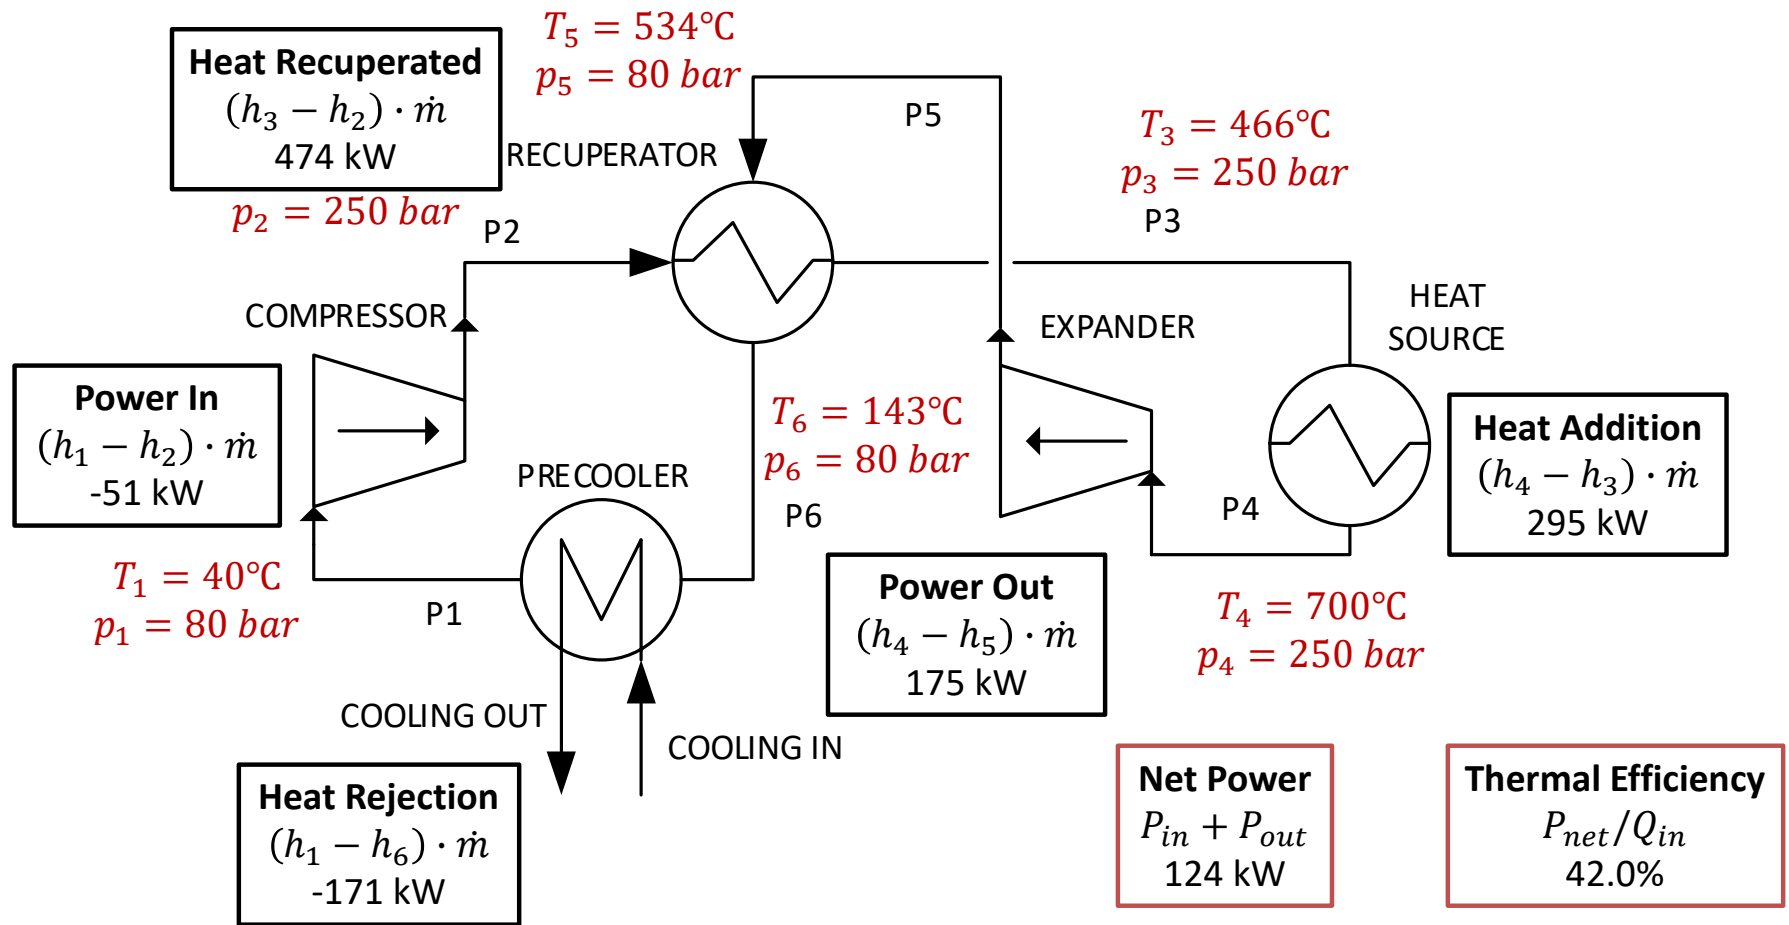 T₅ = 534℃
p₅ = 80 bar
Heat Recuperated
(h₃ − h₂) · ṁ
474 kW
RECUPERATOR
P5
T₃ = 466℃
p₃ = 250 bar
P3
p₂ = 250 bar
P2
COMPRESSOR
EXPANDER
HEAT
SOURCE
Power In
(h₁ − h₂) · ṁ
-51 kW
T₆ = 143℃
p₆ = 80 bar
P6
PRECOOLER
Heat Addition
(h₄ − h₃) · ṁ
295 kW
P4
T₁ = 40℃
p₁ = 80 bar
P1
Power Out
(h₄ − h₅) · ṁ
175 kW
T₄ = 700℃
p₄ = 250 bar
COOLING OUT
COOLING IN
Heat Rejection
(h₁ − h₆) · ṁ
-171 kW
Net Power
P_in + P_out
124 kW
Thermal Efficiency
P_net/Q_in
42.0%